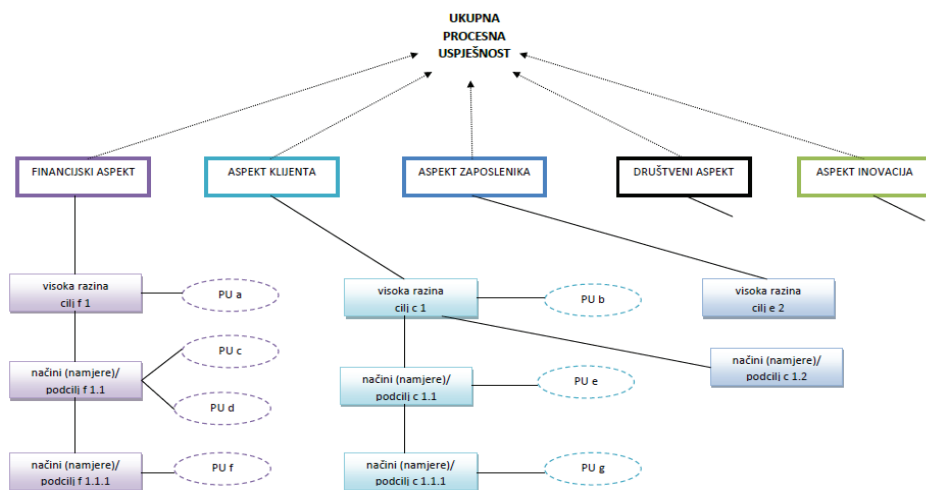 UKUPNA
PROCESNA
USPJEŠNOST
FINANCIJSKI ASPEKT
ASPEKT KLIJENTA
ASPEKT ZAPOSLENIKA
DRUŠTVENI ASPEKT
ASPEKT INOVACIJA
visoka razina
cilj f 1
PU a
visoka razina
cilj c 1
PU b
visoka razina
cilj e 2
načini (namjere)/
podcilj f 1.1
PU c
PU d
načini (namjere)/
podcilj c 1.1
PU e
načini (namjere)/
podcilj c 1.2
načini (namjere)/
podcilj f 1.1.1
PU f
načini (namjere)/
podcilj c 1.1.1
PU g